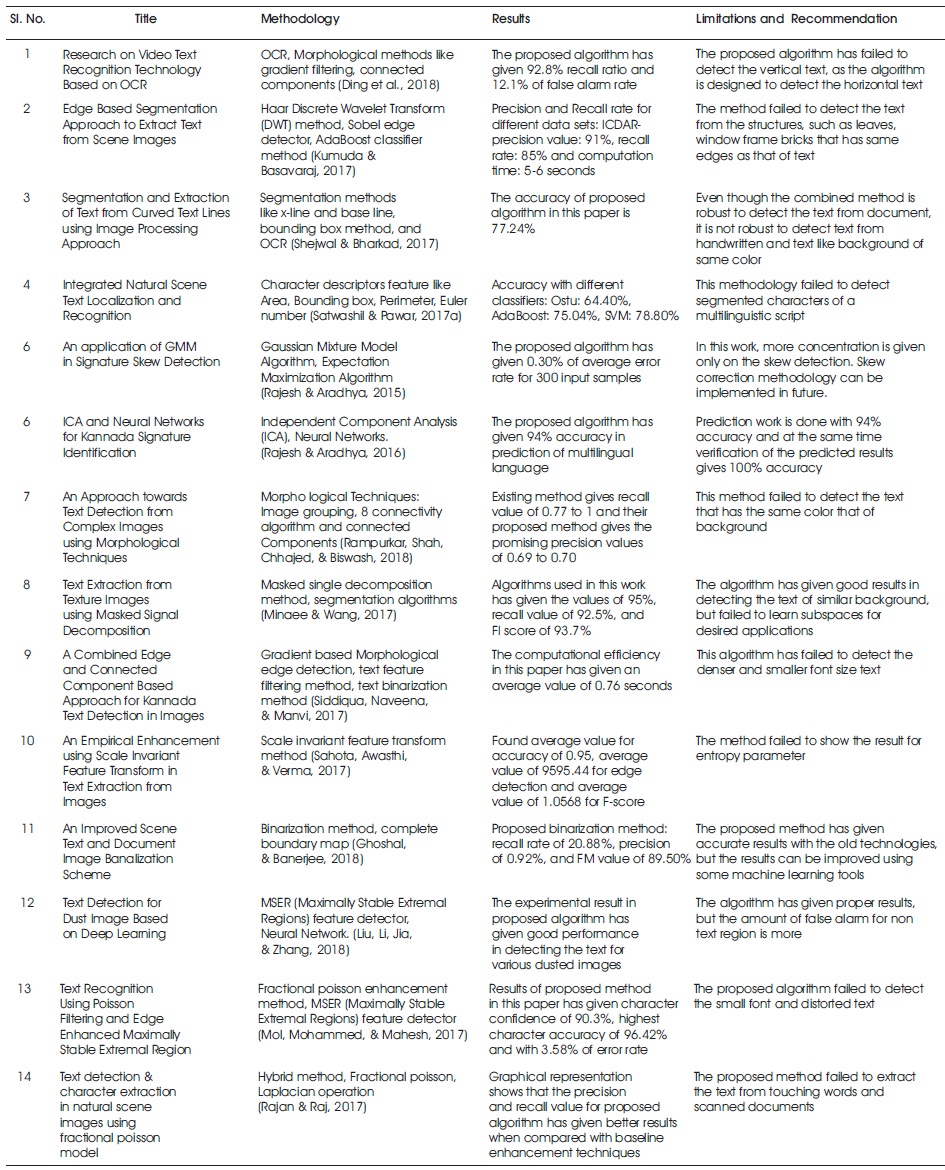 SI. No. Title Methodology Results Limitations and Recommendation
1
Research on Video Text
Recognition Technology
Based on OCR
OCR, Morphological methods like
gradient filtering, connected
components (Ding et al., 2018)
The proposed algorithm has
given 92.8% recall ratio and
12.1% of false alarm rate
The proposed algorithm has failed to
detect the vertical text, as the algorithm
is designed to detect the horizontal text
2
Edge Based Segmentation
Approach to Extract Text
from Scene Images
Haar Discrete Wavelet Transform
(DWT) method, Sobel edge
detector, AdaBoost classifier
method (Kumuda &
Basavaraj, 2017)
Precision and Recall rate for
different data sets: ICDAR-
precision value: 91%, recall
rate: 85% and computation
time: 5-6 seconds
The method failed to detect the text
from the structures, such as leaves,
window frame bricks that has same
edges as that of text
3
Segmentation and Extraction
of Text from Curved Text Lines
using Image Processing
Approach
Segmentation methods
like x-line and base line,
bounding box method, and
OCR (Shejwal & Bharkad, 2017)
The accuracy of proposed
algorithm in this paper is
77.24%
Even though the combined method is
robust to detect the text from document,
it is not robust to detect text from
handwritten and text like background of
same color
4
Integrated Natural Scene
Text Localization and
Recognition
Character descriptors feature like
Area, Bounding box, Perimeter, Euler
number (Satwashil & Pawar, 2017a)
Accuracy with different
classifiers: Ostu: 64.40%,
AdaBoost: 75.04%, SVM: 78.80%
This methodology failed to detect
segmented characters of a
multilinguistic script
6
An application of GMM
in Signature Skew Detection
Gaussian Mixture Model
Algorithm, Expectation
Maximization Algorithm
(Rajesh & Aradhya, 2015)
The proposed algorithm has
given 0.30% of average error
rate for 300 input samples
In this work, more concentration is given
only on the skew detection. Skew
correction methodology can be
implemented in future.
6
ICA and Neural Networks
for Kannada Signature
Identification
Independent Component Analysis
(ICA), Neural Networks.
(Rajesh & Aradhya, 2016)
The proposed algorithm has
given 94% accuracy in
prediction of multilingual
language
Prediction work is done with 94%
accuracy and at the same time
verification of the predicted results
gives 100% accuracy
7
An Approach towards
Text Detection from
Complex Images
using Morphological
Techniques
Morpho logical Techniques:
Image grouping, 8 connectivity
algorithm and connected
Components (Rampurkar, Shah,
Chhajed, & Biswash, 2018)
Existing method gives recall
value of 0.77 to 1 and their
proposed method gives the
promising precision values
of 0.69 to 0.70
This method failed to detect the text
that has the same color that of
background
8
Text Extraction from
Texture Images
using Masked Signal
Decomposition
Masked single decomposition
method, segmentation algorithms
(Minaee & Wang, 2017)
Algorithms used in this work
has given the values of 95%,
recall value of 92.5%, and
FI score of 93.7%
The algorithm has given good results in
detecting the text of similar background,
but failed to learn subspaces for
desired applications
9
A Combined Edge
and Connected
Component Based
Approach for Kannada
Text Detection in Images
Gradient based Morphological
edge detection, text feature
filtering method, text binarization
method (Siddiqua, Naveena,
& Manvi, 2017)
The computational efficiency
in this paper has given an
average value of 0.76 seconds
This algorithm has failed to detect the
denser and smaller font size text
10
An Empirical Enhancement
using Scale Invariant
Feature Transform in
Text Extraction from
Images
Scale invariant feature transform
method (Sahota, Awasthi,
& Verma, 2017)
Found average value for
accuracy of 0.95, average
value of 9595.44 for edge
detection and average
value of 1.0568 for F-score
The method failed to show the result for
entropy parameter
11
An Improved Scene
Text and Document
Image Banalization
Scheme
Binarization method, complete
boundary map (Ghoshal,
& Banerjee, 2018)
Proposed binarization method:
recall rate of 20.88%, precision
of 0.92%, and FM value of 89.50%
The proposed method has given
accurate results with the old technologies,
but the results can be improved using
some machine learning tools
12
Text Detection for
Dust Image Based
on Deep Learning
MSER (Maximally Stable Extremal
Regions) feature detector,
Neural Network. (Liu, Li, Jia,
& Zhang, 2018)
The experimental result in
proposed algorithm has
given good performance
in detecting the text for
various dusted images
The algorithm has given proper results,
but the amount of false alarm for non
text region is more
13
Text Recognition
Using Poisson
Filtering and Edge
Enhanced Maximally
Stable Extremal Region
Fractional poisson enhancement
method, MSER (Maximally Stable
Extremal Regions) feature detector
(Mol, Mohammed, & Mahesh, 2017)
Results of proposed method
in this paper has given character
confidence of 90.3%, highest
character accuracy of 96.42%
and with 3.58% of error rate
The proposed algorithm failed to detect
the small font and distorted text
14
Text detection &
character extraction
in natural scene
images using
fractional poisson
model
Hybrid method, Fractional poisson,
Laplacian operation
(Rajan & Raj, 2017)
Graphical representation
shows that the precision
and recall value for proposed
algorithm has given better results
when compared with baseline
enhancement techniques
The proposed method failed to extract
the text from touching words and
scanned documents